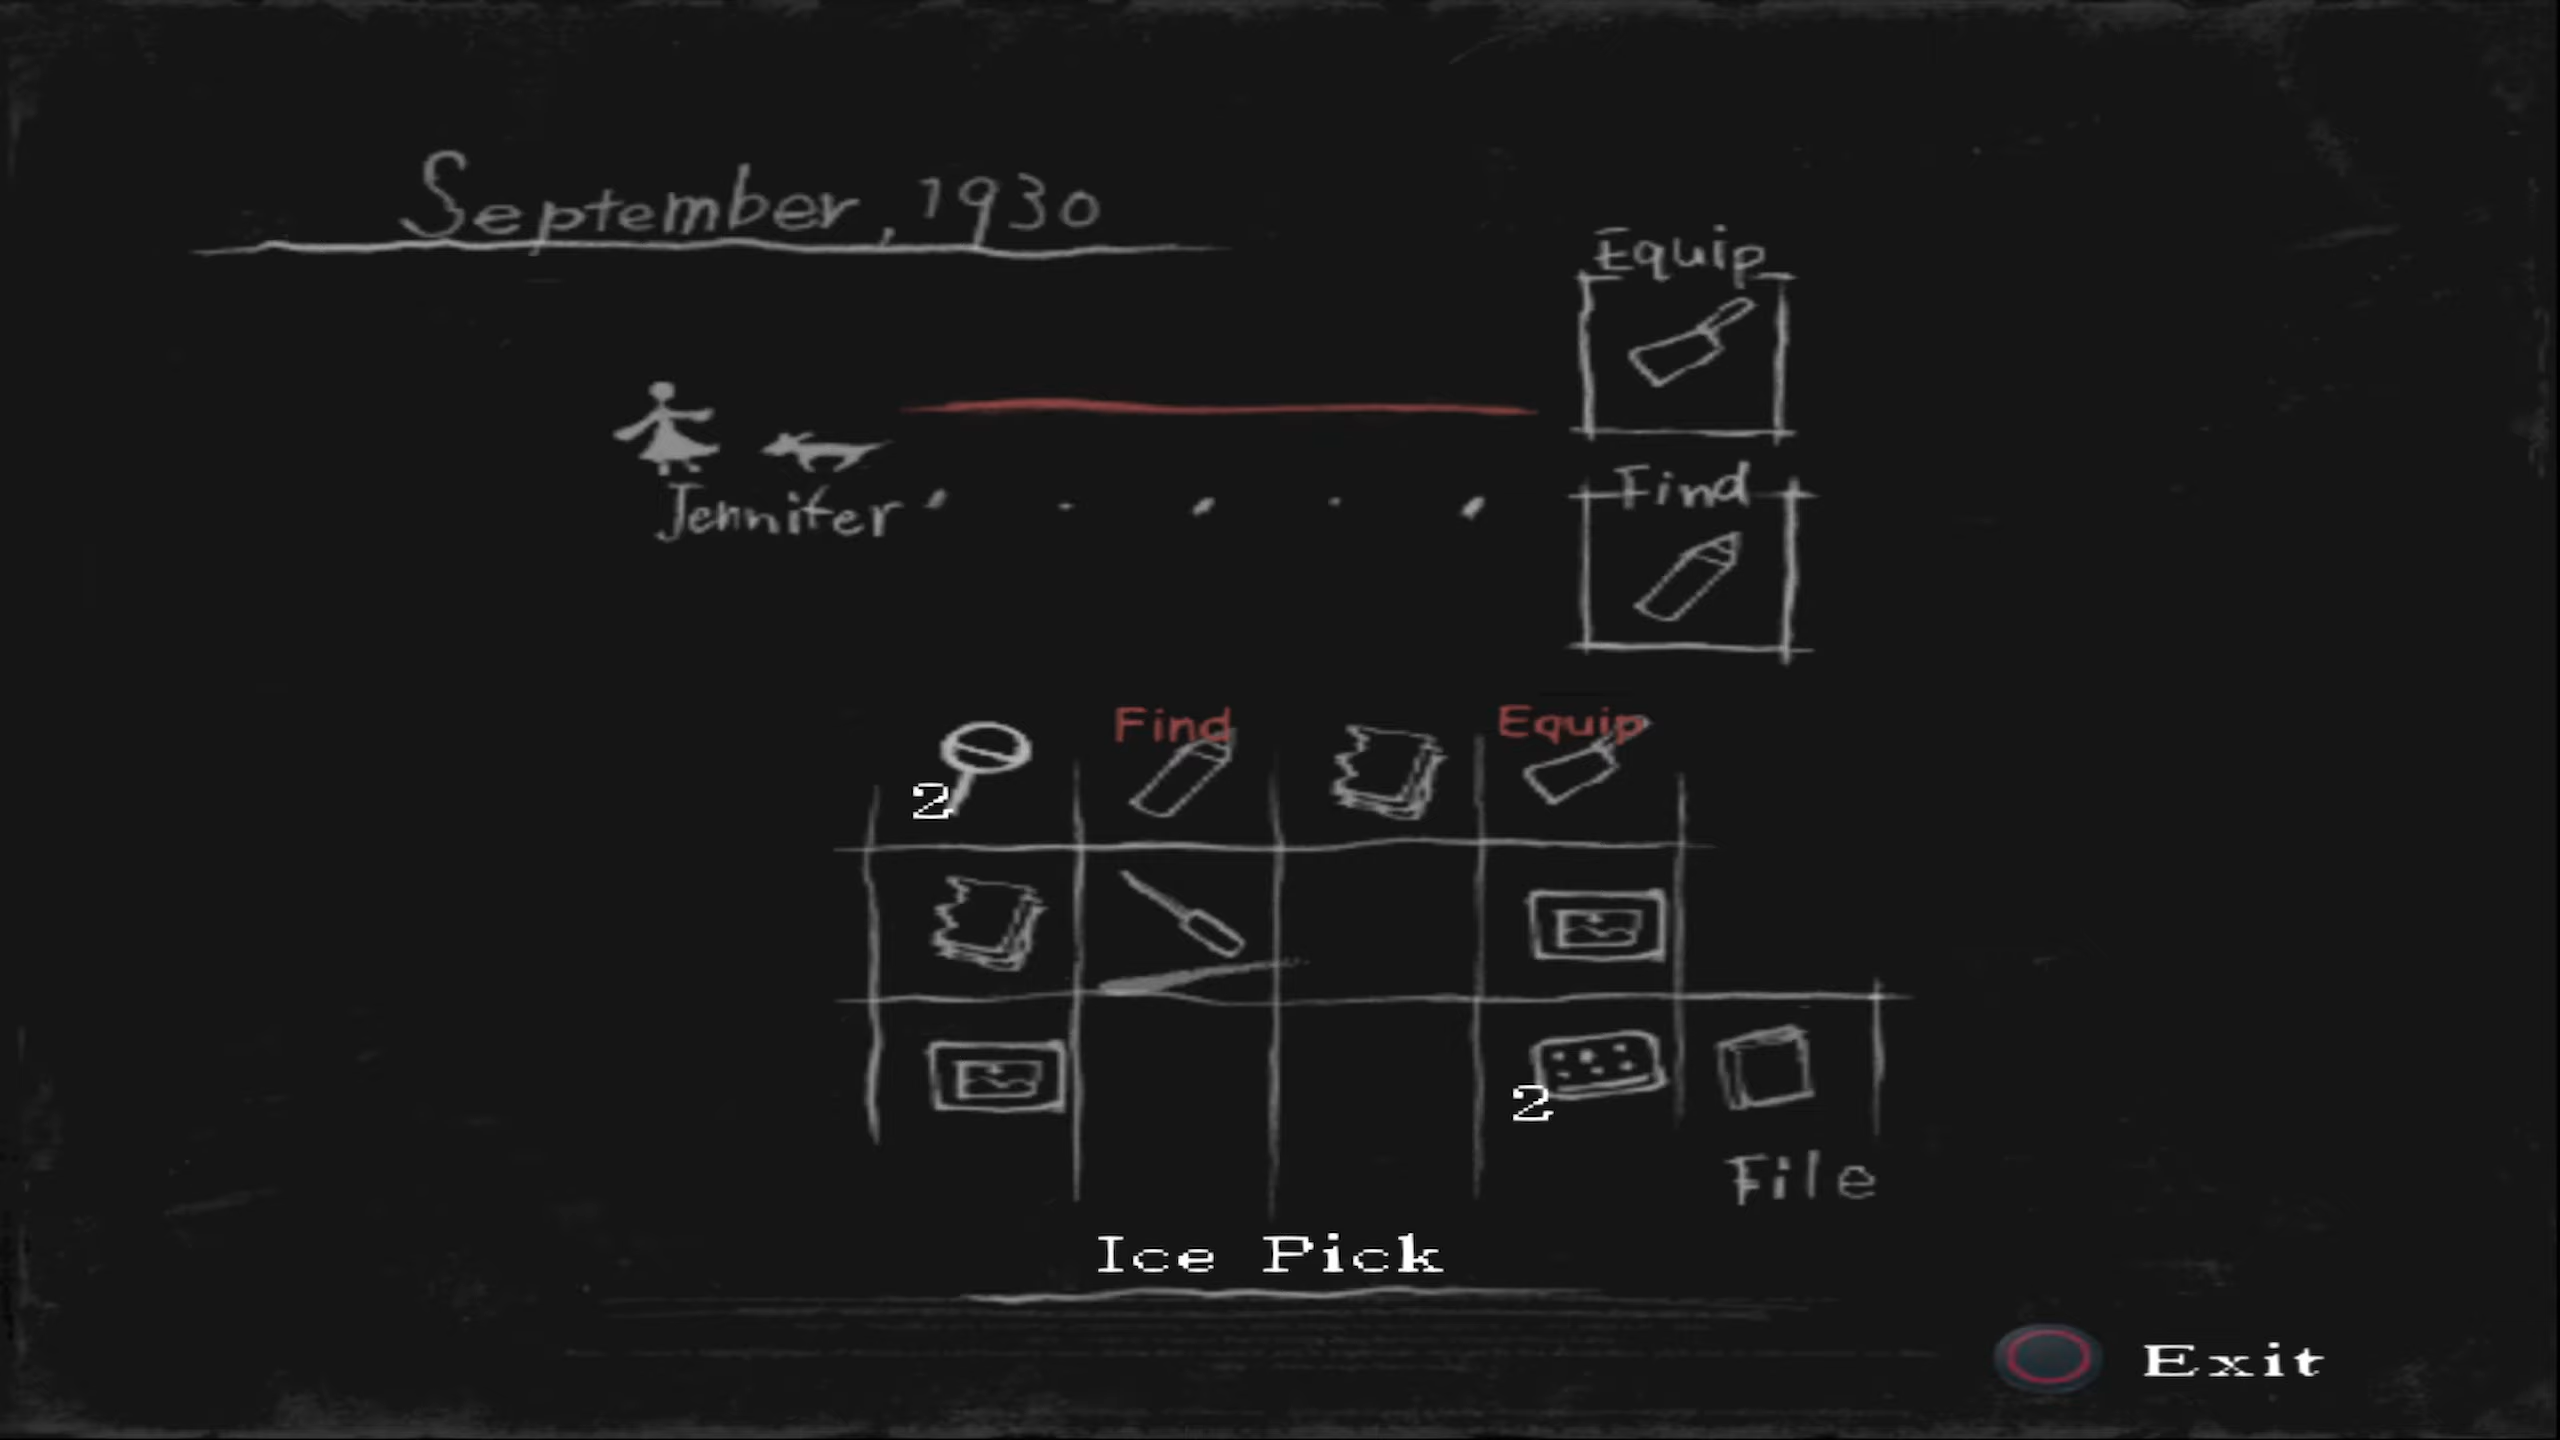 September, 1930
Equip
Jennifer
Find
Find
Equip
2
2
File
Ice Pick
Exit